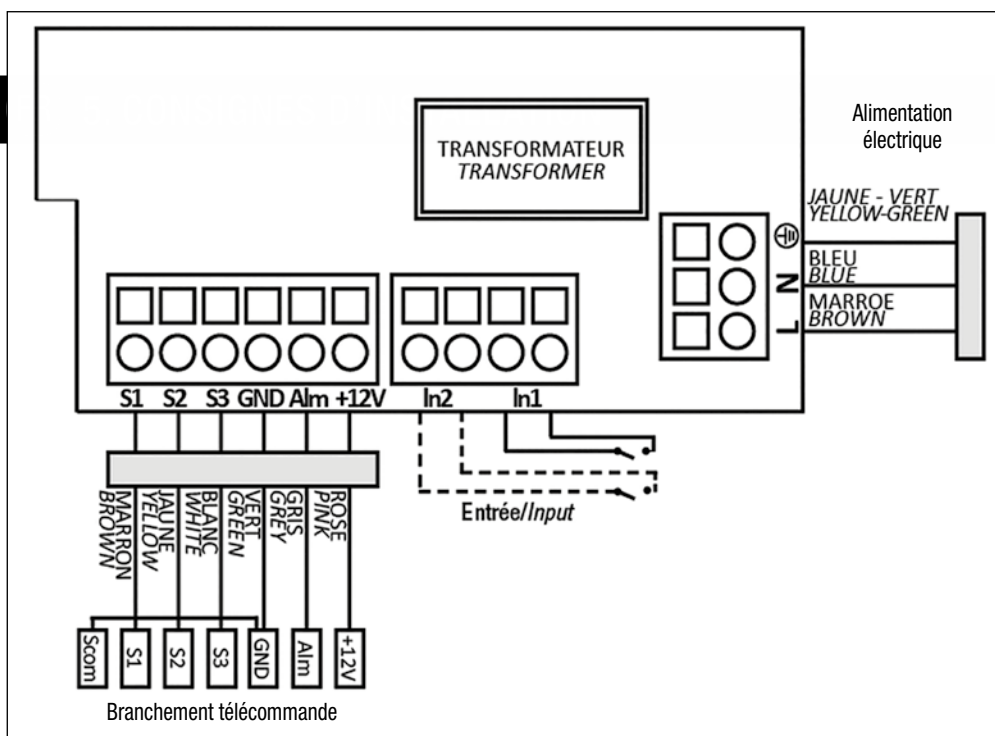 TRANSFORMATEUR
TRANSFORMER
Alimentation
électrique
JAUNE - VERT
YELLOW-GREEN
BLEU
BLUE
MARROE
BROWN
N
L
S1 S2 S3 GND Alm +12V
In2 In1
Entrée/Input
MARRON
BROWN
JAUNE
YELLOW
BLANC
WHITE
VERT
GREEN
GRIS
GREY
ROSE
PINK
Scom
S1
S2
S3
GND
Alm
+12V
Branchement télécommande